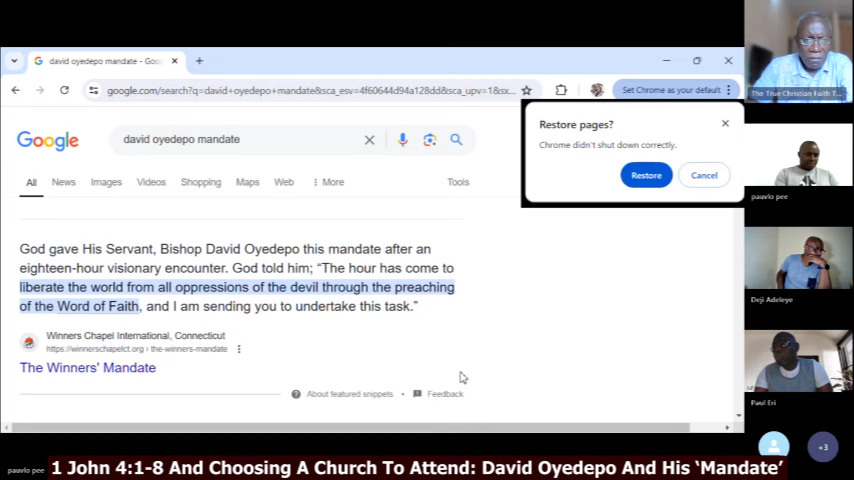 david oyedepo mandate - Goo
google.com/search?q=david+oyedepo+mandate&sca_esv=4f60644d94a128dd&sca_upv=1&sx...
Set Chrome as your default
Restore pages?
Chrome didn't shut down correctly.
Restore
Cancel
Google
david oyedepo mandate
All
News
Images
Videos
Shopping
Maps
Web
More
Tools
God gave His Servant, Bishop David Oyedepo this mandate after an
eighteen-hour visionary encounter. God told him; “The hour has come to
liberate the world from all oppressions of the devil through the preaching
of the Word of Faith, and I am sending you to undertake this task.”
Winners Chapel International, Connecticut
https://winnerschapelct.org › the-winners-mandate
The Winners' Mandate
About featured snippets
Feedback
The True Christian Faith T...
pauvlo pee
Deji Adeleye
Paul Eri
+3
pauvlo pee
1 John 4:1-8 And Choosing A Church To Attend: David Oyedepo And His ‘Mandate’